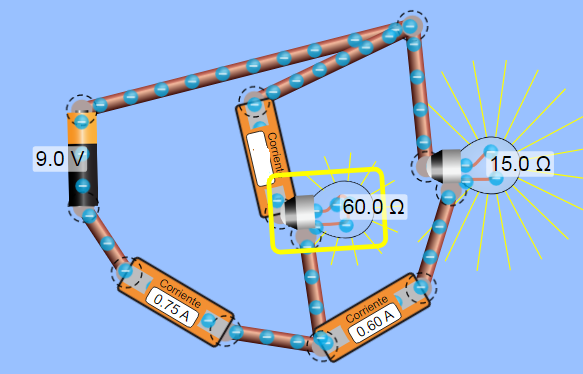 9.0 V
Corriente
60.0 Ω
15.0 Ω
Corriente
0.75 A
Corriente
0.60 A